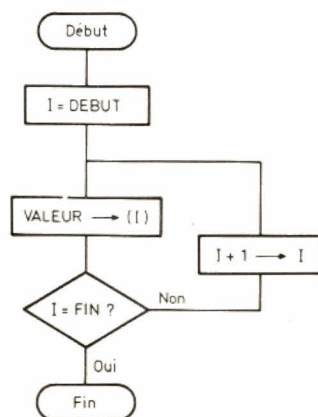 Début
I = DEBUT
VALEUR → (I)
I + 1 → I
I = FIN ?
Non
Oui
Fin